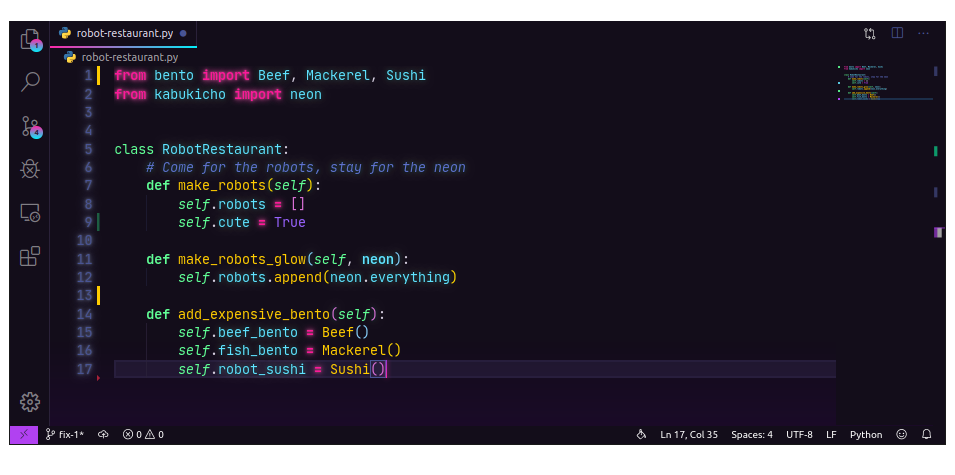 robot-restaurant.py
robot-restaurant.py
1 from bento import Beef, Mackerel, Sushi
2 from kabukicho import neon
3
4
5 class RobotRestaurant:
6     # Come for the robots, stay for the neon
7     def make_robots(self):
8         self.robots = []
9         self.cute = True
10
11     def make_robots_glow(self, neon):
12         self.robots.append(neon.everything)
13
14     def add_expensive_bento(self):
15         self.beef_bento = Beef()
16         self.fish_bento = Mackerel()
17         self.robot_sushi = Sushi()
1
4
fix-1* 0 0 Ln 17, Col 35 Spaces: 4 UTF-8 LF Python